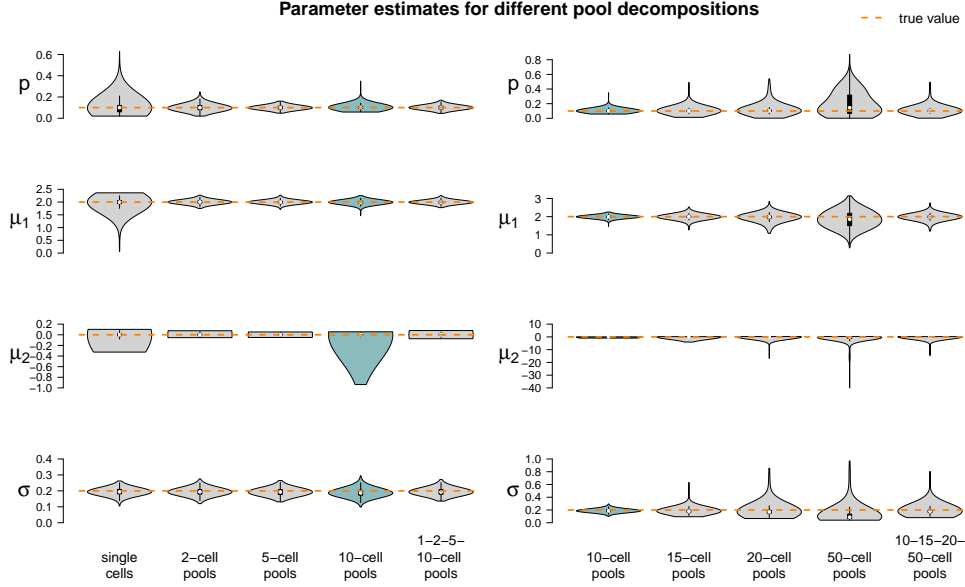 Parameter estimates for different pool decompositions
true value
p
0.6
0.4
0.2
0.0
p
0.8
0.6
0.4
0.2
0.0
μ1
2.5
2.0
1.5
1.0
0.5
0.0
μ1
3
2
1
0
μ2
0.2
0.0
−0.2
−0.4
−0.6
−0.8
−1.0
μ2
10
0
−10
−20
−30
−40
σ
0.4
0.3
0.2
0.1
0.0
σ
1.0
0.8
0.6
0.4
0.2
0.0
single
cells
2−cell
pools
5−cell
pools
10−cell
pools
1−2−5−
10−cell
pools
10−cell
pools
15−cell
pools
20−cell
pools
50−cell
pools
10−15−20−
50−cell
pools